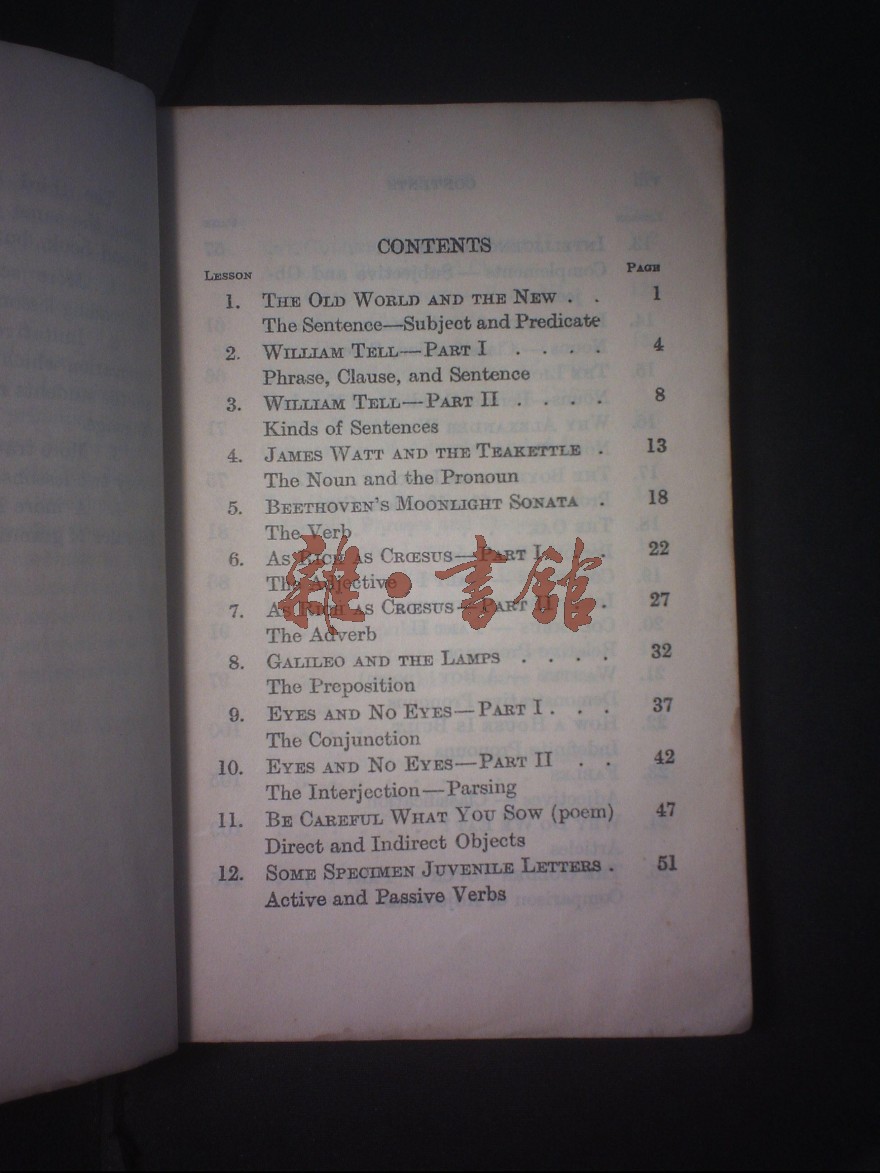 CONTENTS
LESSON PAGE
1. THE OLD WORLD AND THE NEW . . 1
The Sentence—Subject and Predicate
2. WILLIAM TELL—PART I . . . . 4
Phrase, Clause, and Sentence
3. WILLIAM TELL—PART II . . . . 8
Kinds of Sentences
4. JAMES WATT AND THE TEAKETTLE . 13
The Noun and the Pronoun
5. BEETHOVEN'S MOONLIGHT SONATA . 18
The Verb
6. AS RICH AS CRŒSUS—PART I . . 22
The Adjective
7. AS RICH AS CRŒSUS—PART II . . 27
The Adverb
8. GALILEO AND THE LAMPS . . . . 32
The Preposition
9. EYES AND NO EYES—PART I . . . 37
The Conjunction
10. EYES AND NO EYES—PART II . . 42
The Interjection—Parsing
11. BE CAREFUL WHAT YOU SOW (poem) 47
Direct and Indirect Objects
12. SOME SPECIMEN JUVENILE LETTERS . 51
Active and Passive Verbs
雜·書館